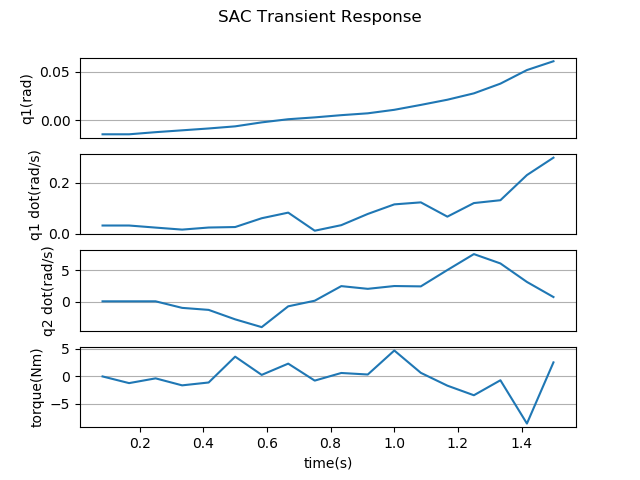 SAC Transient Response
q1(rad)
0.05
0.00
q1 dot(rad/s)
0.2
0.0
q2 dot(rad/s)
5
0
torque(Nm)
5
0
−5
0.2 0.4 0.6 0.8 1.0 1.2 1.4
time(s)